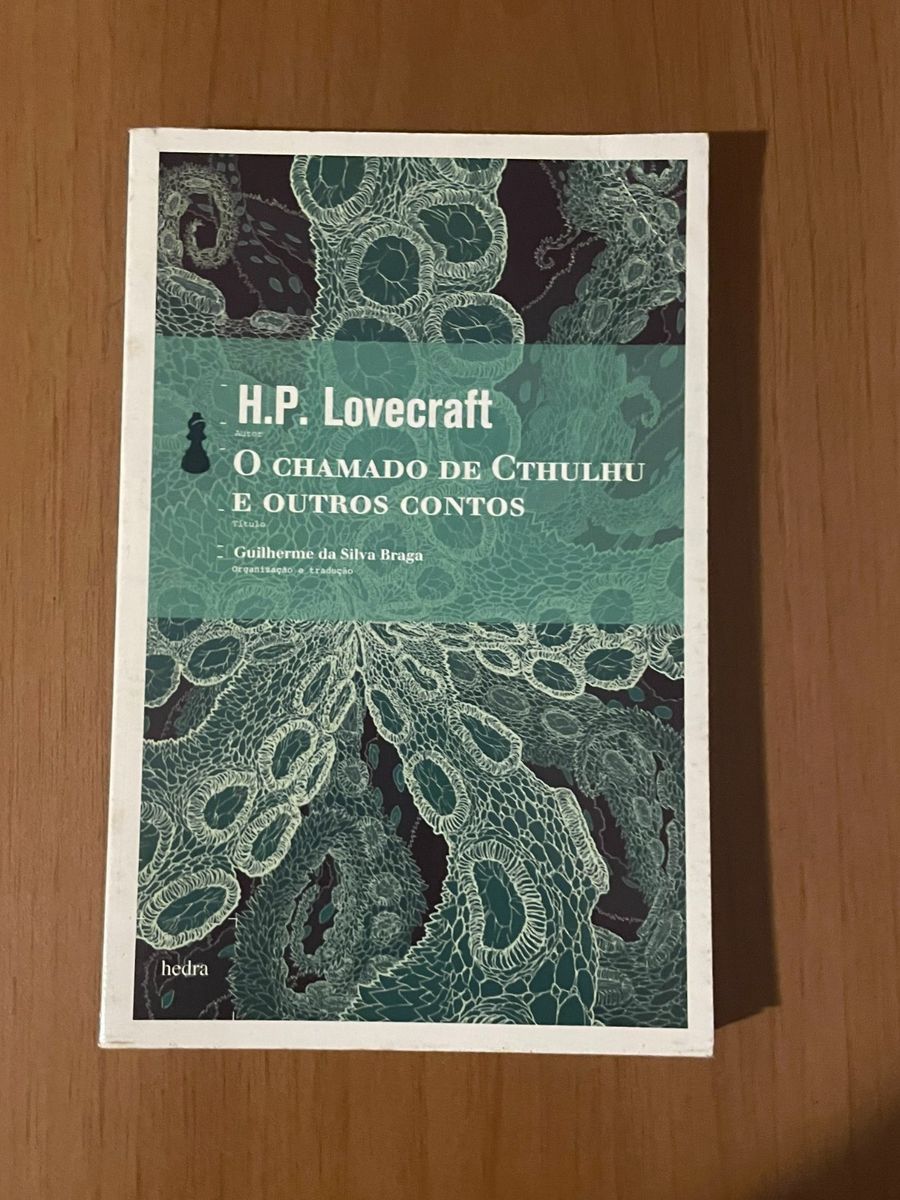 H.P. Lovecraft
Autor
O CHAMADO DE CTHULHU
E OUTROS CONTOS
Título
Guilherme da Silva Braga
Organização e tradução
hedra